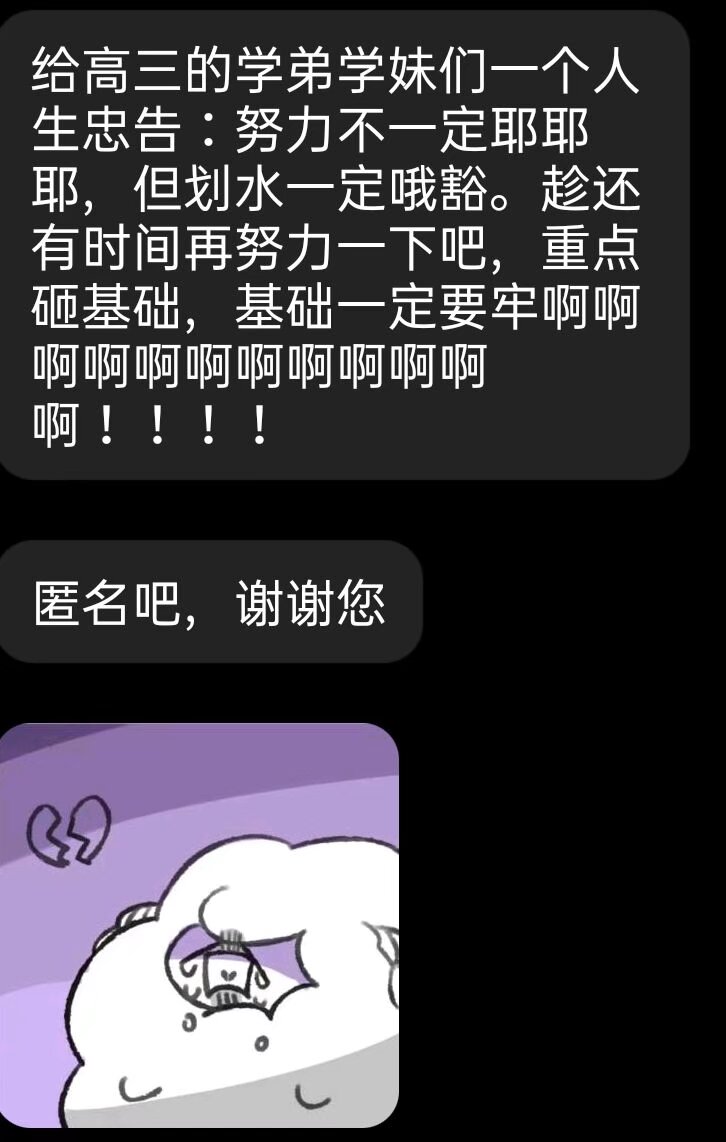 给高三的学弟学妹们一个人
生忠告：努力不一定耶耶
耶，但划水一定哦豁。趁还
有时间再努力一下吧，重点
砸基础，基础一定要牢啊啊
啊啊啊啊啊啊啊啊啊
啊！！！！
匿名吧，谢谢您